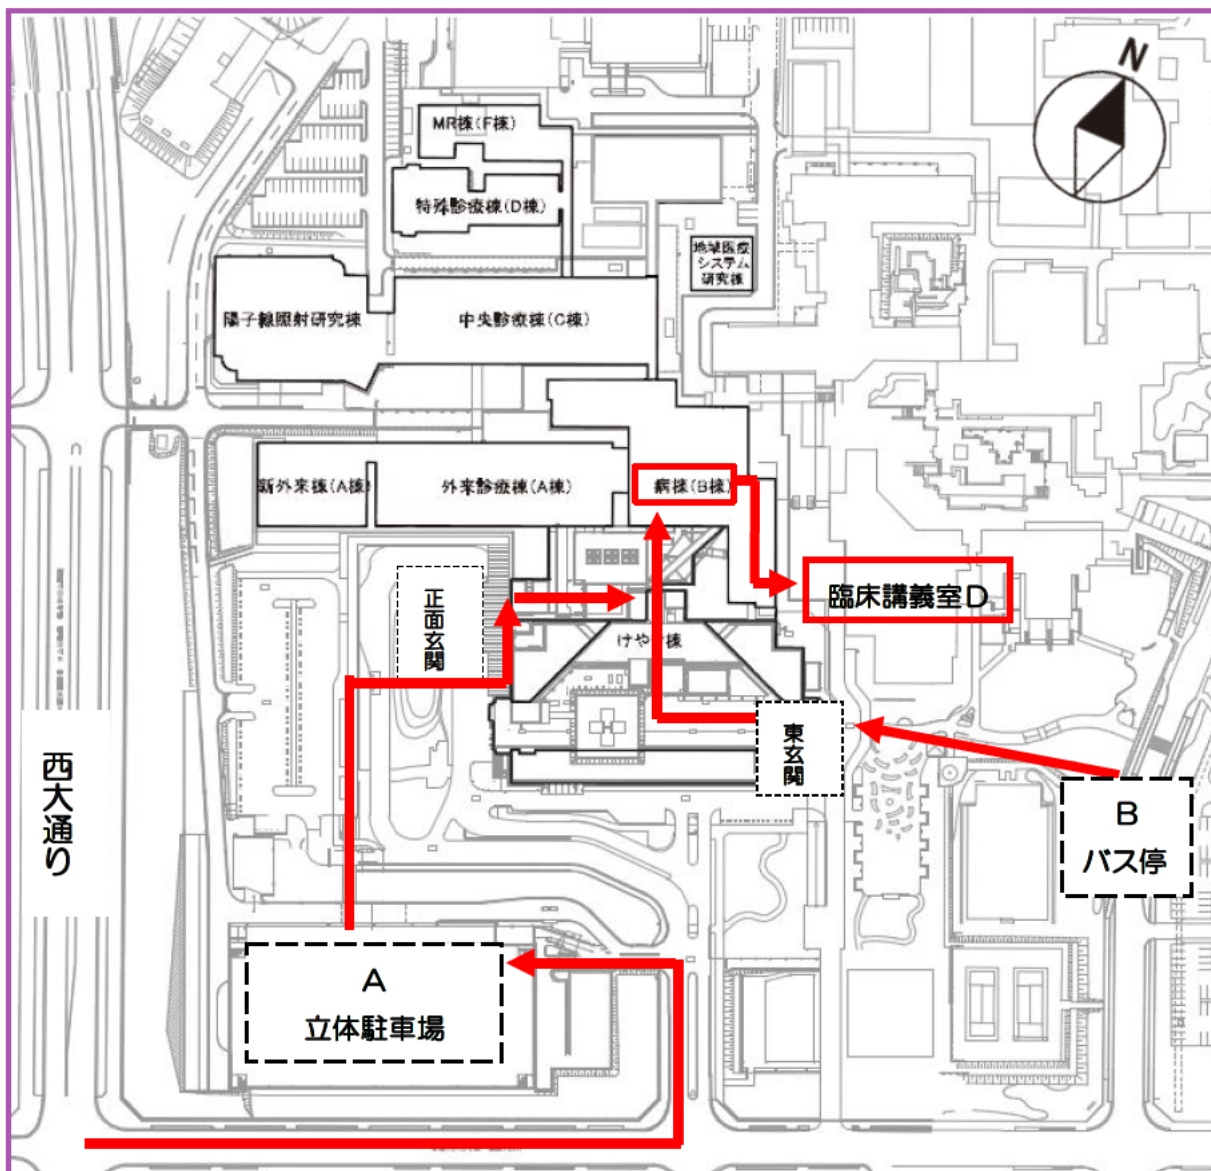 N
MR棟(F棟)
特殊診療棟(D棟)
地域医療
システム
研究棟
陽子線照射研究棟
中央診療棟(C棟)
新外来棟(A棟)
外来診療棟(A棟)
病棟(B棟)
臨床講義室D
正面玄関
けやき棟
東玄関
西大通り
B
バス停
A
立体駐車場